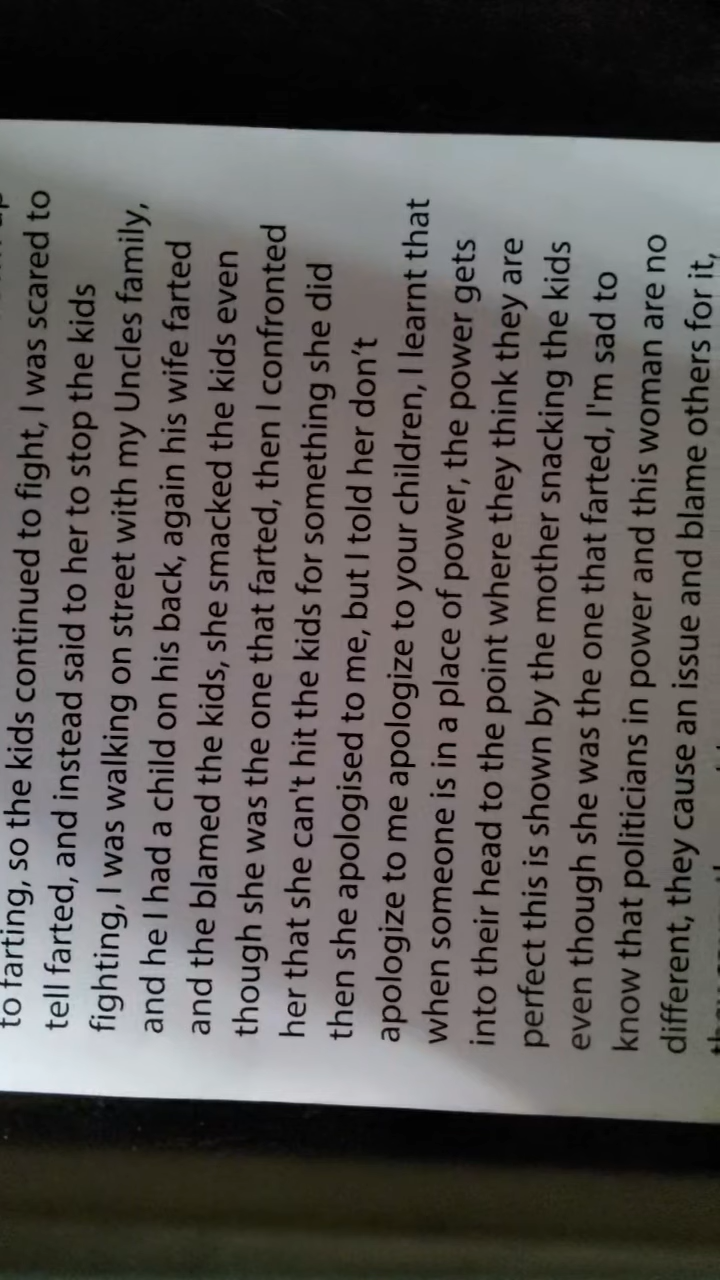 to farting, so the kids continued to fight, I was scared to
tell farted, and instead said to her to stop the kids
fighting, I was walking on street with my Uncles family,
and he I had a child on his back, again his wife farted
and the blamed the kids, she smacked the kids even
though she was the one that farted, then I confronted
her that she can't hit the kids for something she did
then she apologised to me, but I told her don't
apologize to me apologize to your children, I learnt that
when someone is in a place of power, the power gets
into their head to the point where they think they are
perfect this is shown by the mother snacking the kids
even though she was the one that farted, I'm sad to
know that politicians in power and this woman are no
different, they cause an issue and blame others for it,